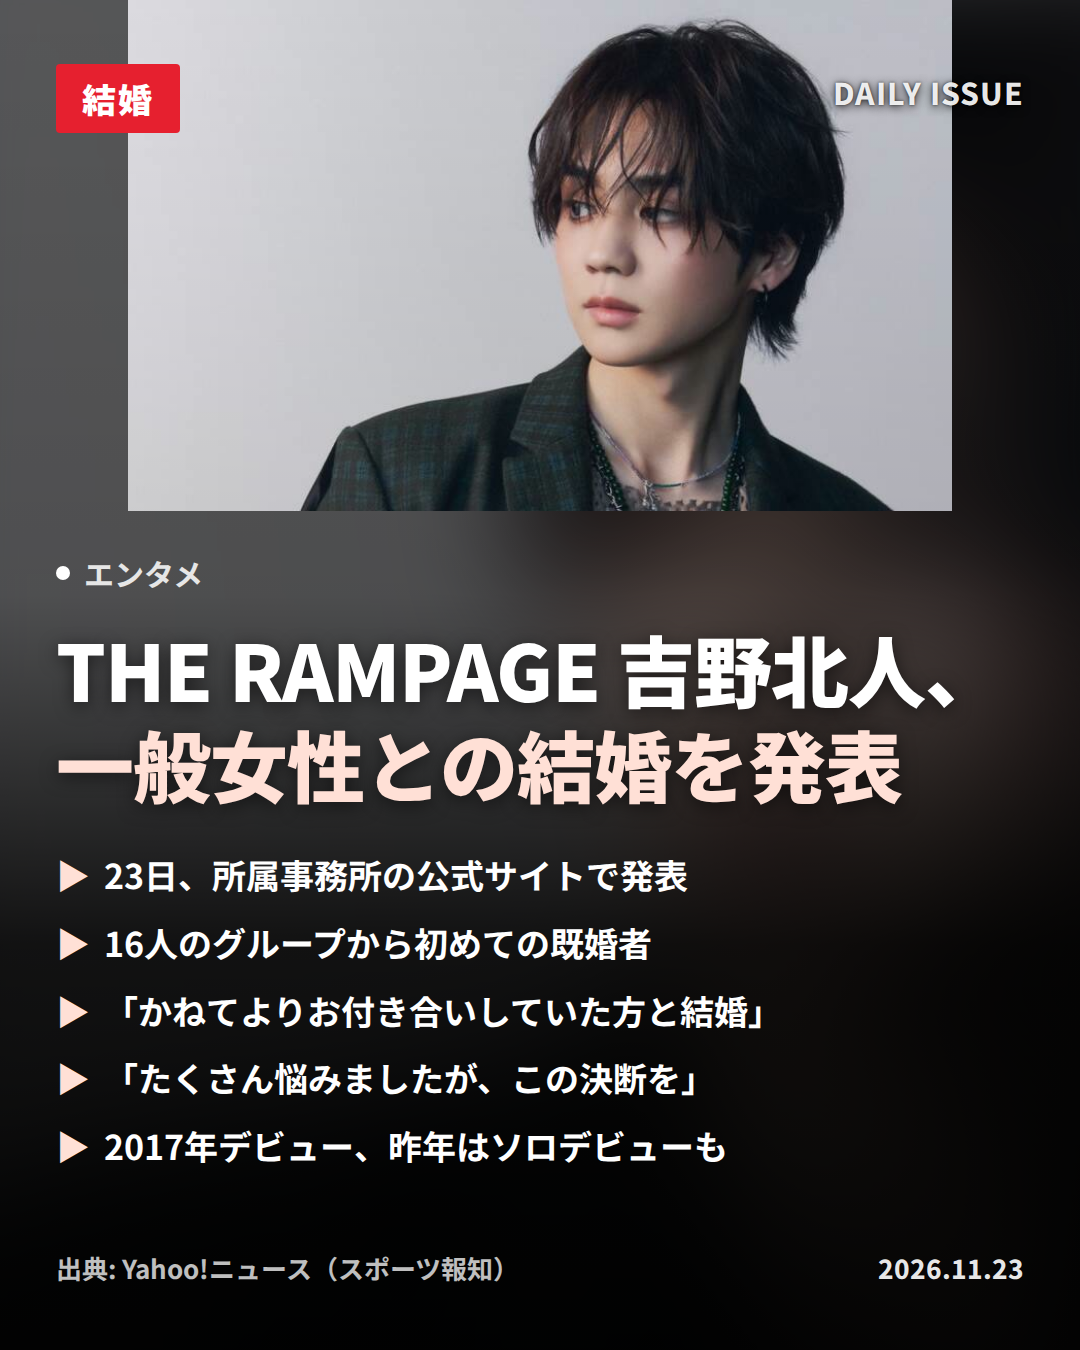 結婚
DAILY ISSUE
エンタメ
THE RAMPAGE 吉野北人、
一般女性との結婚を発表
▶ 23日、所属事務所の公式サイトで発表
▶ 16人のグループから初めての既婚者
▶ 「かねてよりお付き合いしていた方と結婚」
▶ 「たくさん悩みましたが、この決断を」
▶ 2017年デビュー、昨年はソロデビューも
出典: Yahoo!ニュース（スポーツ報知）
2026.11.23